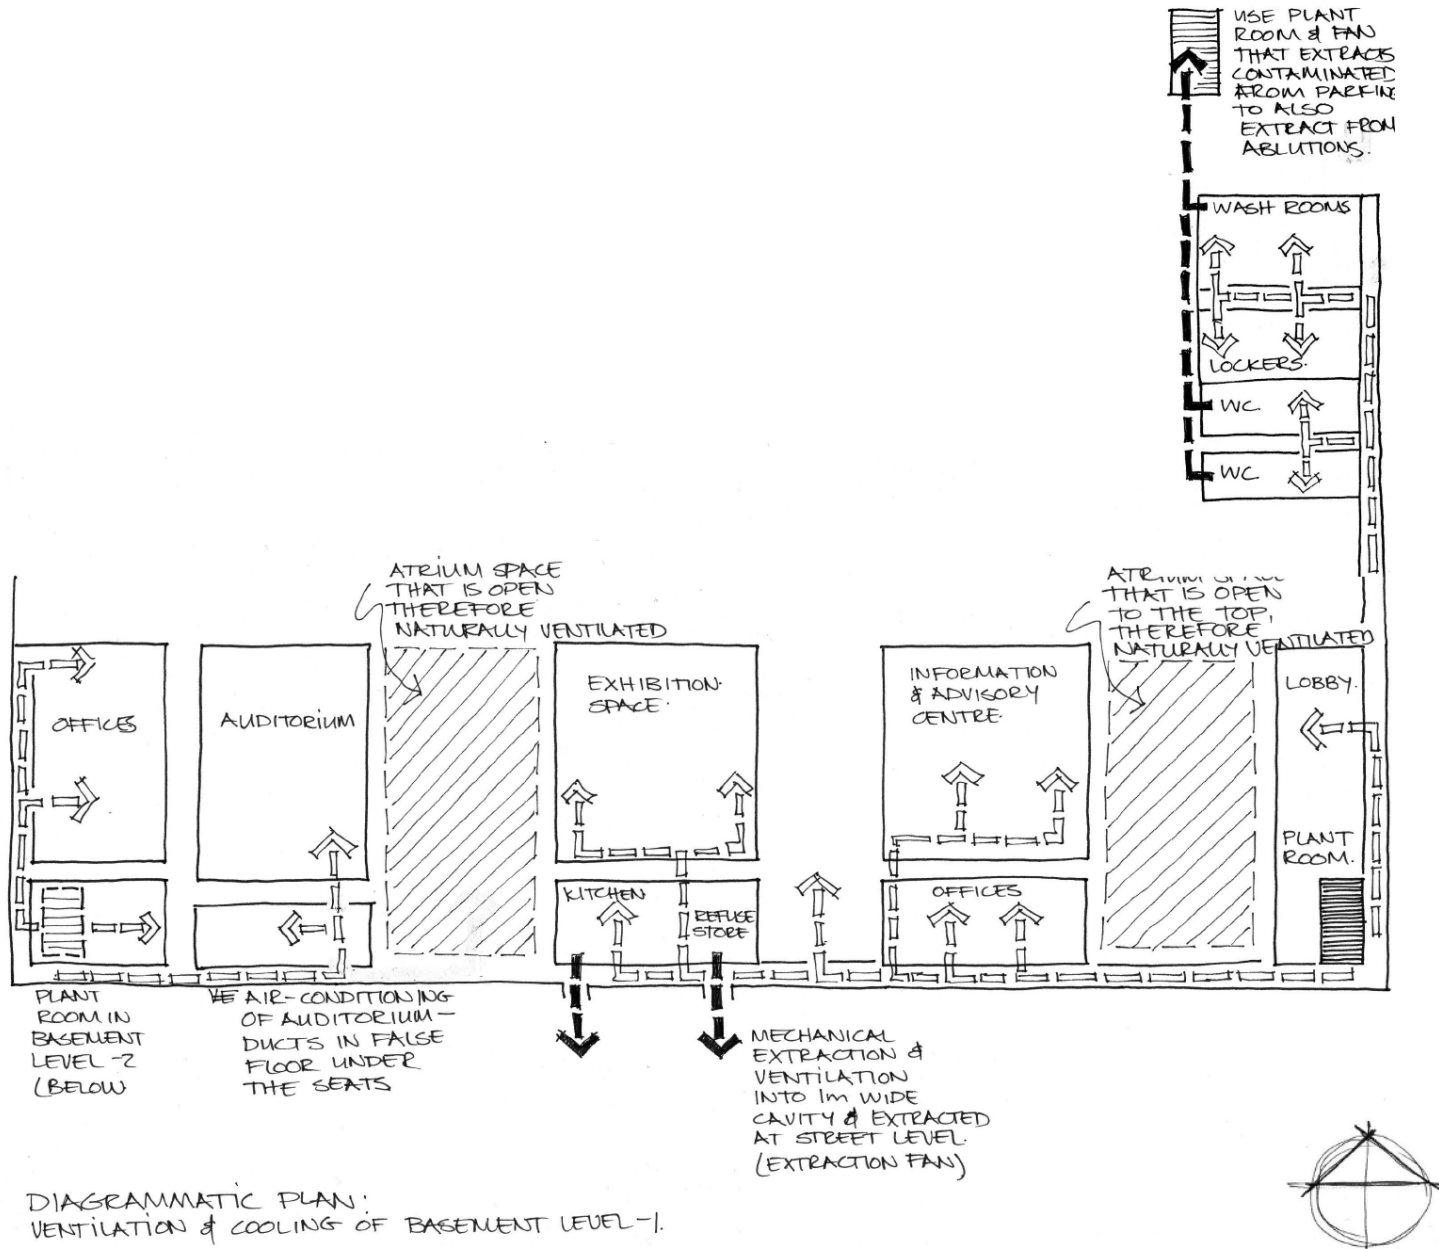 USE PLANT
ROOM & FAN
THAT EXTRACTS
CONTAMINATED
FROM PARKING
TO ALSO
EXTRACT FROM
ABLUTIONS.
WASH ROOMS
LOCKERS.
WC
WC
ATRIUM SPACE
THAT IS OPEN
THEREFORE
NATURALLY VENTILATED
ATRIUM SPACE
THAT IS OPEN
TO THE TOP,
THEREFORE
NATURALLY VENTILATED
OFFICES
AUDITORIUM
EXHIBITION
SPACE.
INFORMATION
& ADVISORY
CENTRE.
LOBBY.
PLANT
ROOM.
KITCHEN
REFUSE
STORE
OFFICES
PLANT
ROOM IN
BASEMENT
LEVEL -2
(BELOW
AIR-CONDITIONING
OF AUDITORIUM -
DUCTS IN FALSE
FLOOR UNDER
THE SEATS
MECHANICAL
EXTRACTION &
VENTILATION
INTO 1m WIDE
CAVITY & EXTRACTED
AT STREET LEVEL.
(EXTRACTION FAN)
DIAGRAMMATIC PLAN:
VENTILATION & COOLING OF BASEMENT LEVEL -1.